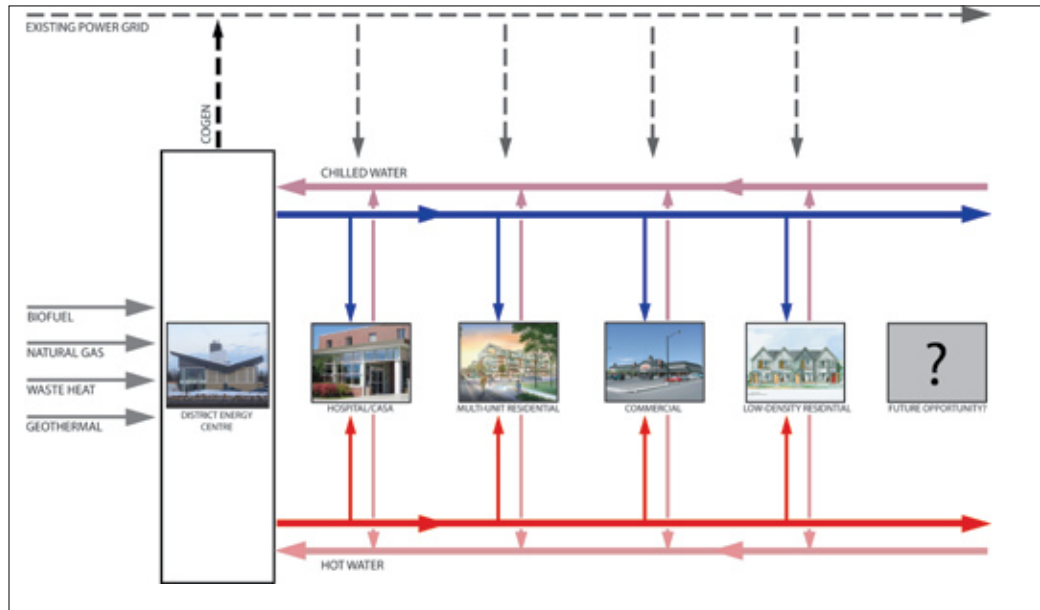 EXISTING POWER GRID
COGEN
CHILLED WATER
BIOFUEL
NATURAL GAS
WASTE HEAT
GEOTHERMAL
DISTRICT ENERGY
CENTRE
HOSPITAL/CASA
MULTI-UNIT RESIDENTIAL
COMMERCIAL
LOW-DENSITY RESIDNTIAL
?
FUTURE OPPORTUNITY?
HOT WATER